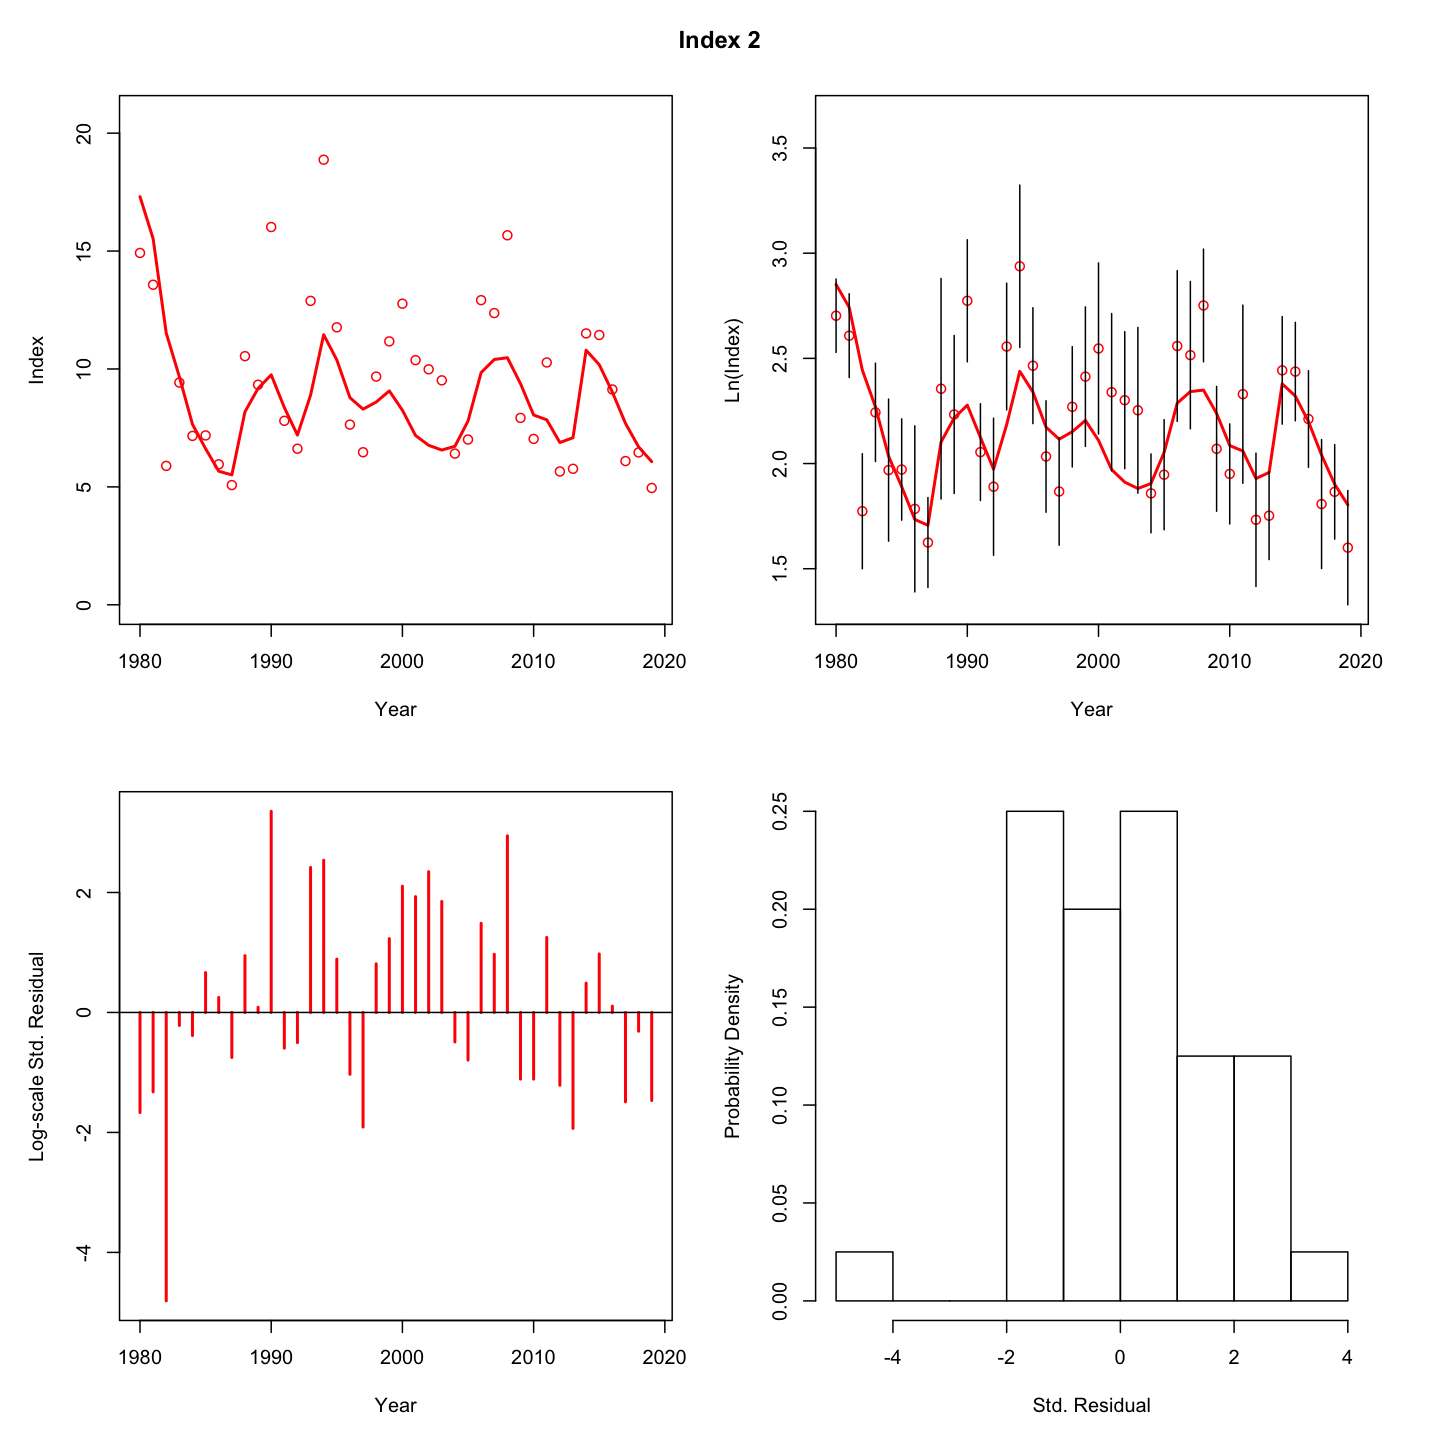 Index 2
Index
20
15
10
5
0
1980 1990 2000 2010 2020
Year
Ln(Index)
3.5
3.0
2.5
2.0
1.5
1980 1990 2000 2010 2020
Year
Log-scale Std. Residual
2
0
-2
-4
1980 1990 2000 2010 2020
Year
Probability Density
0.25
0.20
0.15
0.10
0.05
0.00
-4 -2 0 2 4
Std. Residual